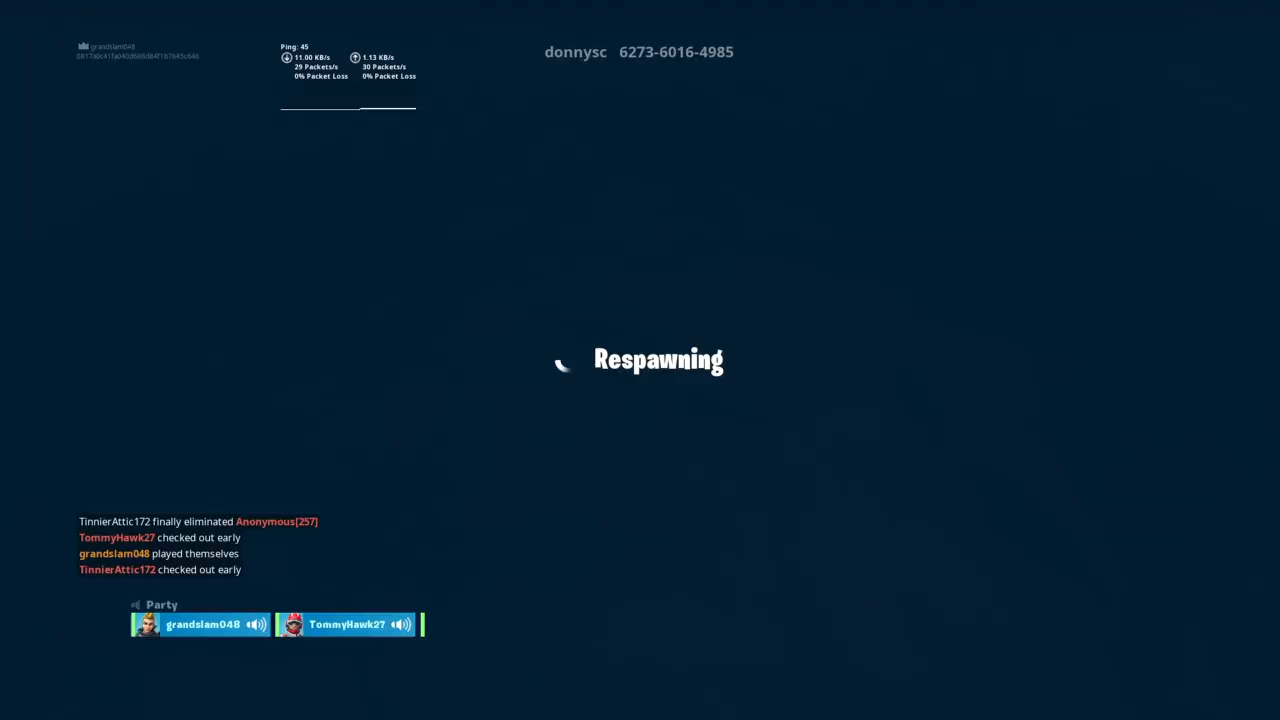 grandslam048
Ping: 45
11.00 KB/s
1.13 KB/s
29 Packets/s
30 Packets/s
0% Packet Loss
0% Packet Loss
donnysc 6273-6016-4985
Respawning
TinnierAttic172 finally eliminated Anonymous[257]
TommyHawk27 checked out early
grandslam048 played themselves
TinnierAttic172 checked out early
Party
grandslam048
TommyHawk27